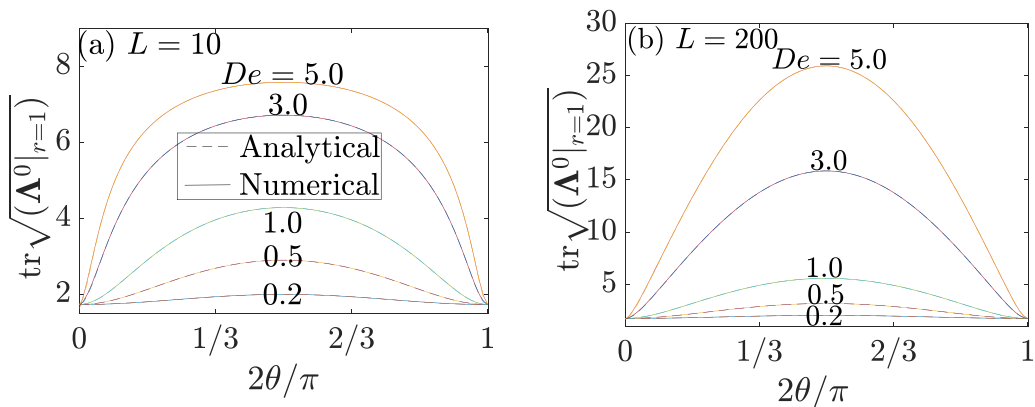 (a) L = 10
De = 5.0
3.0
Analytical
Numerical
1.0
0.5
0.2
8
6
4
2
0
1/3
2/3
1
2θ/π
tr√(Λ⁰|r=1)
(b) L = 200
De = 5.0
3.0
1.0
0.5
0.2
30
25
20
15
10
5
0
1/3
2/3
1
2θ/π
tr√(Λ⁰|r=1)